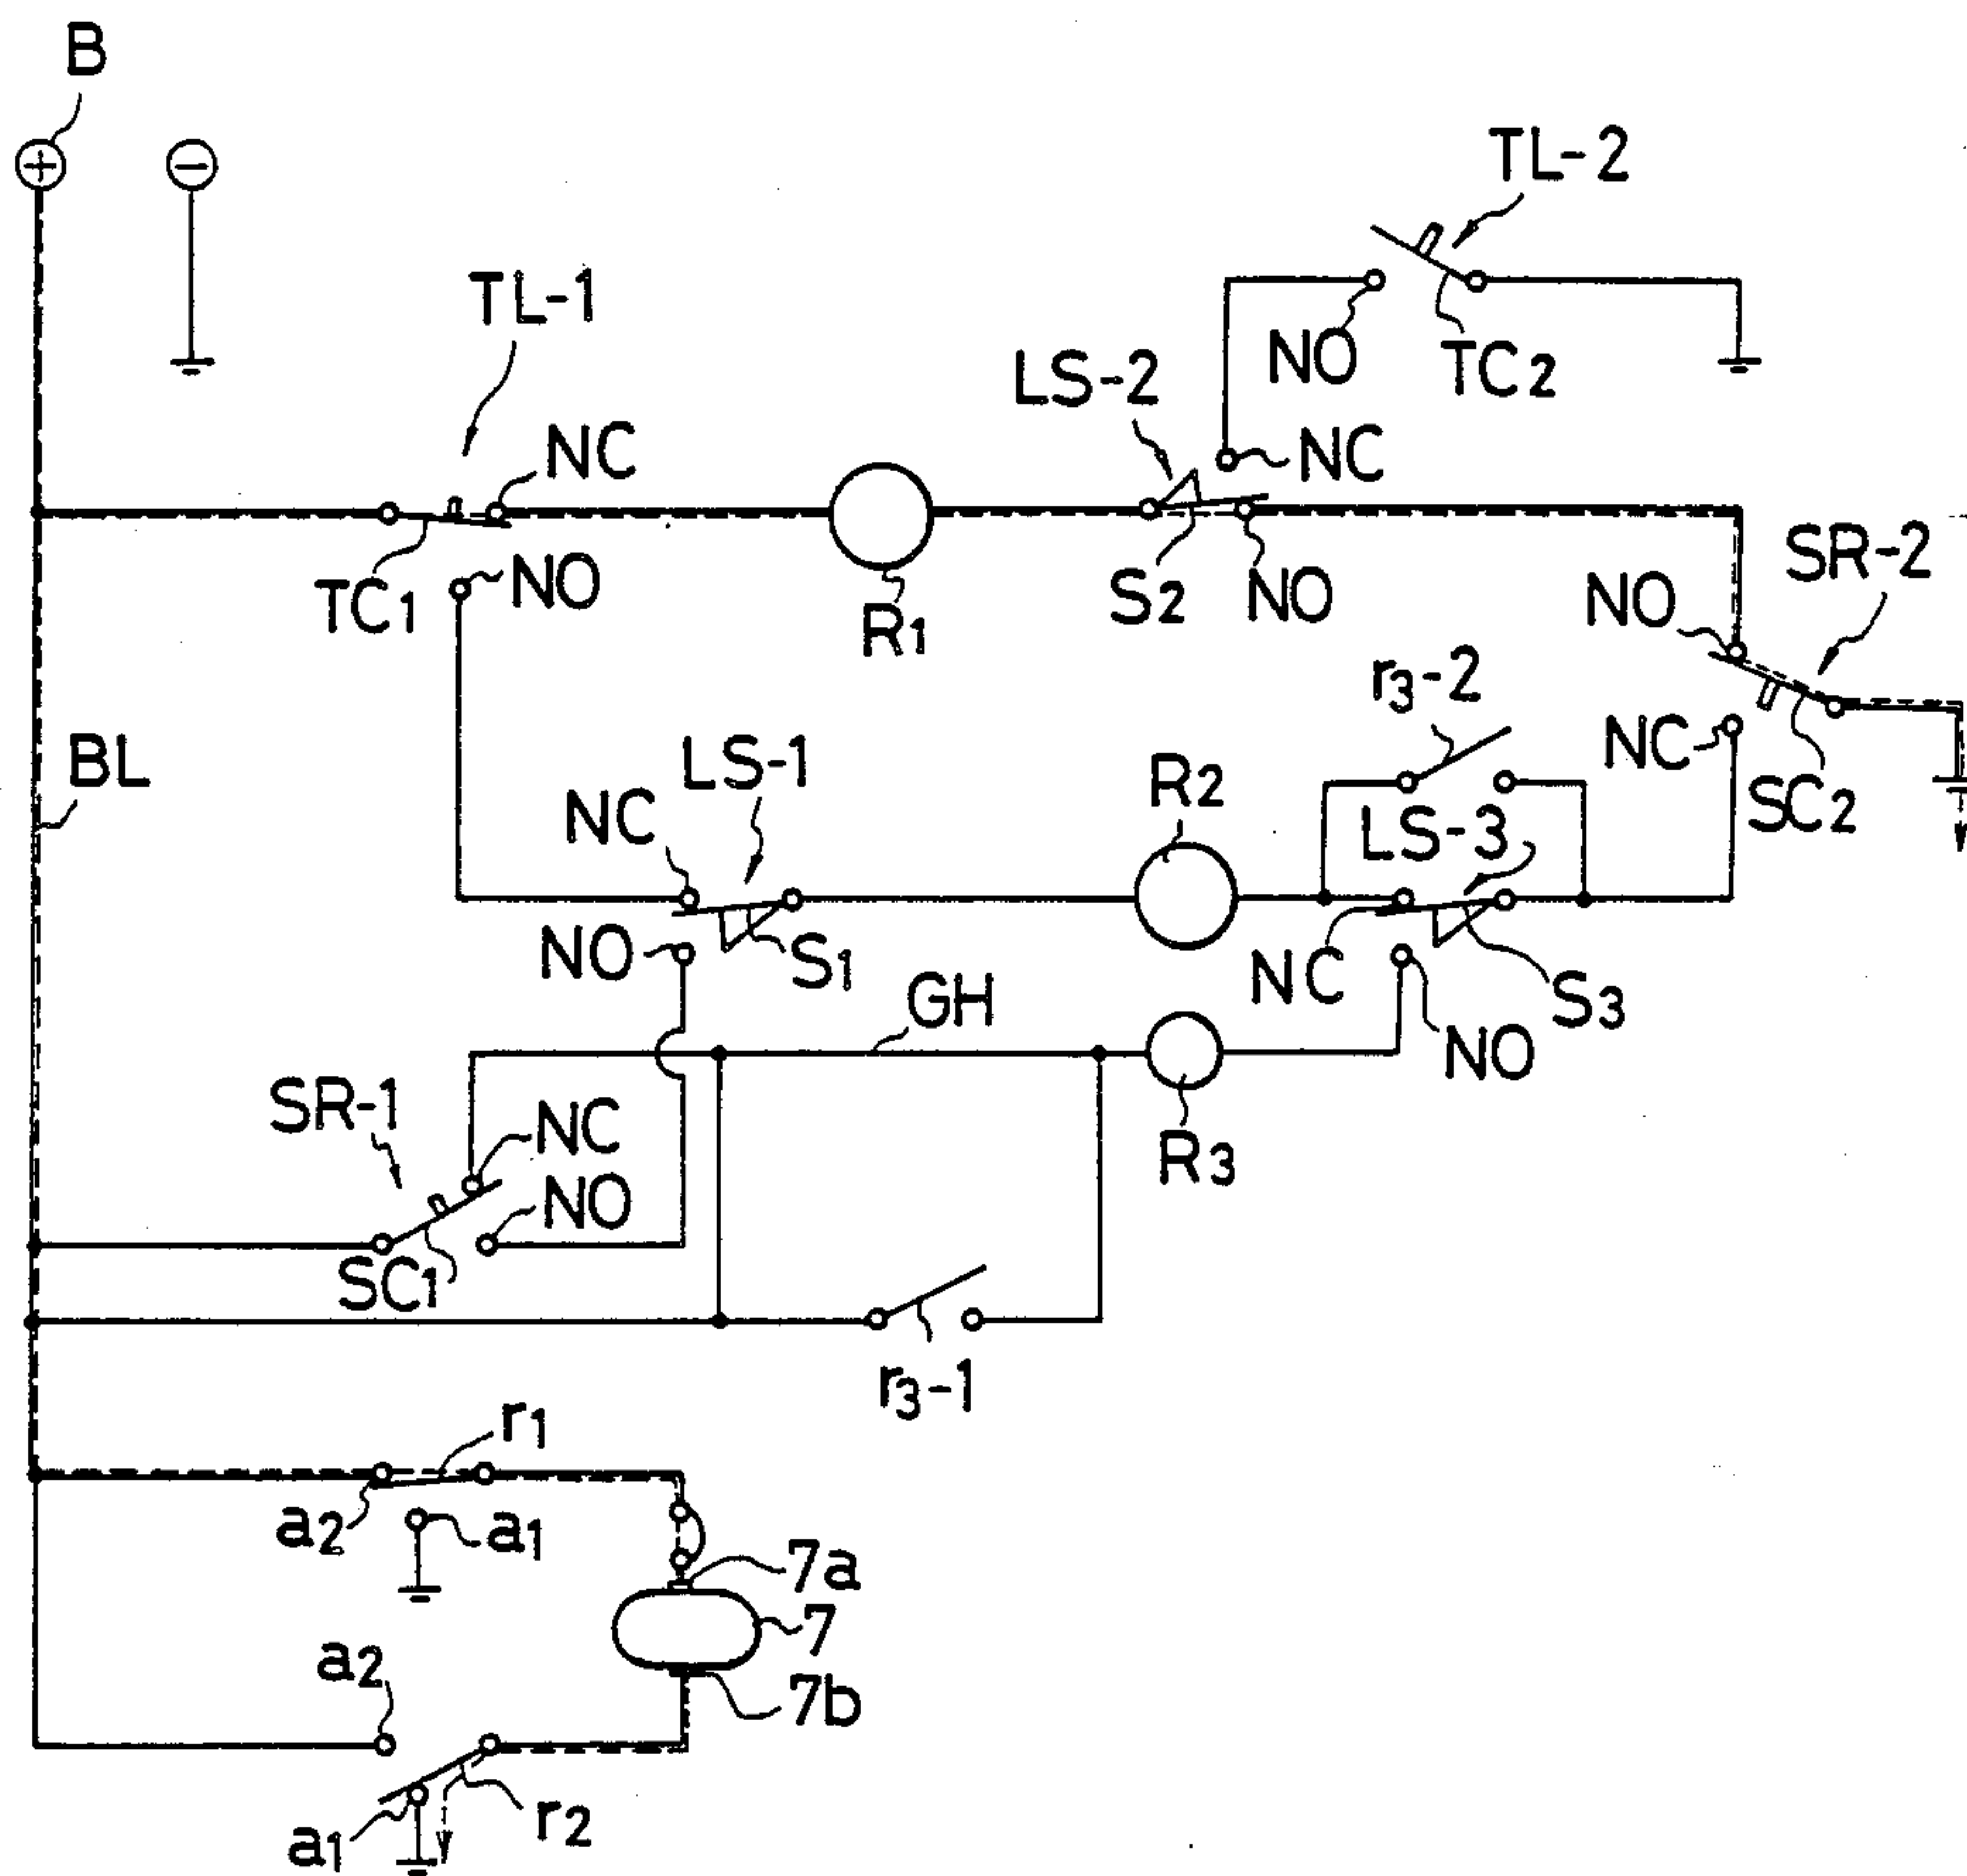 B
+
−
TL-2
TL-1
NO
TC2
LS-2
NC
NC
SR-2
TC1
NO
R1
S2
NO
NO
r3-2
BL
LS-1
R2
NC
SC2
NC
LS-3
NO
S1
NC
S3
GH
NO
SR-1
NC
R3
NO
SC1
r3-1
r1
a2
a1
7a
7
a2
7b
r2
a1